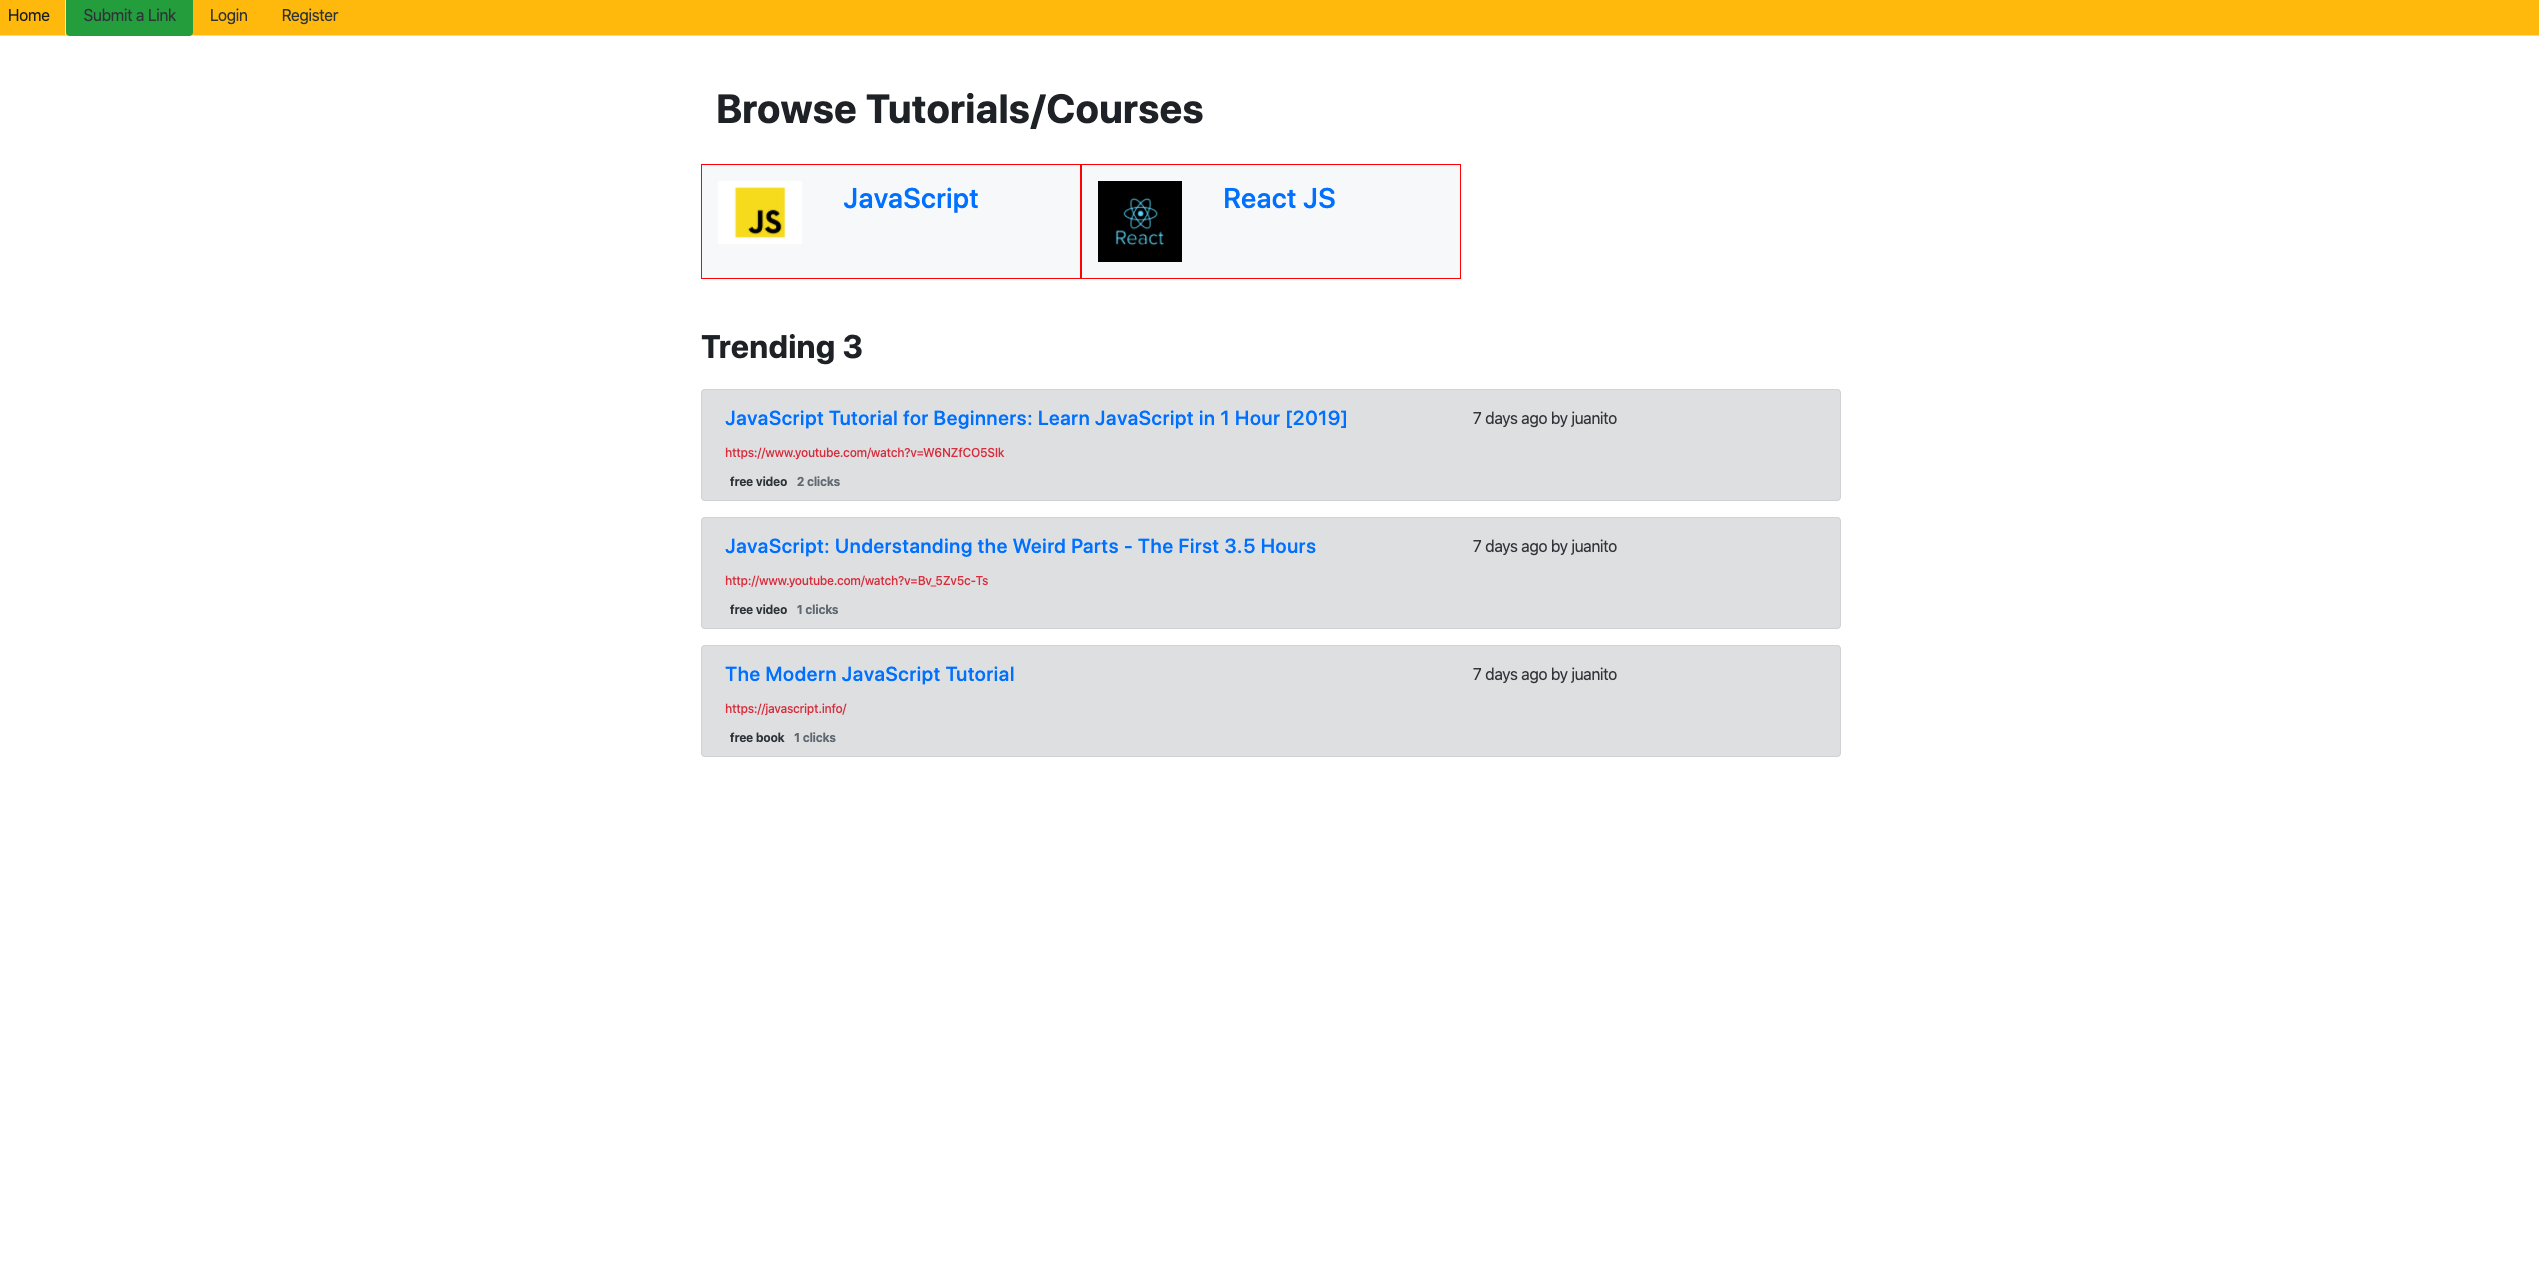 Home Submit a Link Login Register
Browse Tutorials/Courses
JS JavaScript
React React JS
Trending 3
JavaScript Tutorial for Beginners: Learn JavaScript in 1 Hour [2019] 7 days ago by juanito
https://www.youtube.com/watch?v=W6NZfCO5SIk
free video 2 clicks
JavaScript: Understanding the Weird Parts - The First 3.5 Hours 7 days ago by juanito
http://www.youtube.com/watch?v=Bv_5Zv5c-Ts
free video 1 clicks
The Modern JavaScript Tutorial 7 days ago by juanito
https://javascript.info/
free book 1 clicks